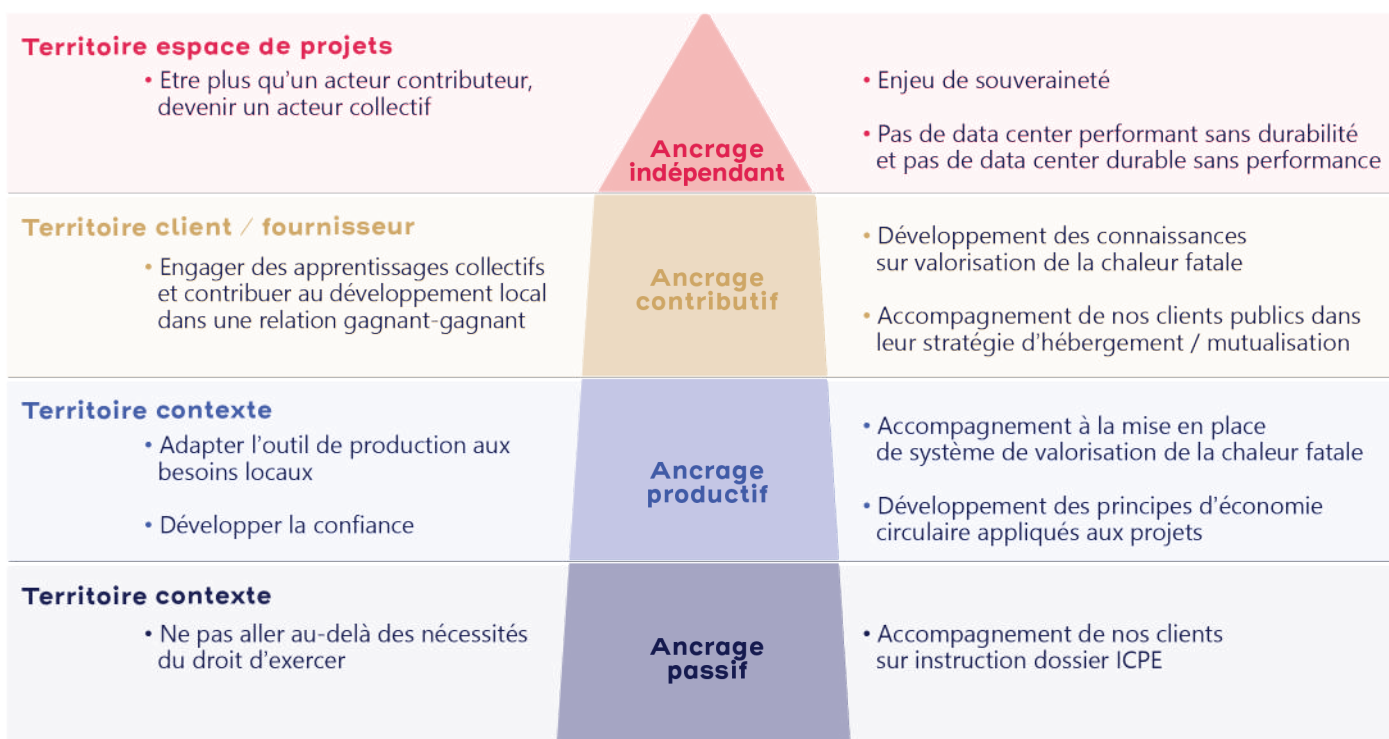 Territoire espace de projets
• Etre plus qu'un acteur contributeur,
devenir un acteur collectif
Ancrage
indépendant
• Enjeu de souveraineté
• Pas de data center performant sans durabilité
et pas de data center durable sans performance
Territoire client / fournisseur
• Engager des apprentissages collectifs
et contribuer au développement local
dans une relation gagnant-gagnant
Ancrage
contributif
• Développement des connaissances
sur valorisation de la chaleur fatale
• Accompagnement de nos clients publics dans
leur stratégie d'hébergement / mutualisation
Territoire contexte
• Adapter l'outil de production aux
besoins locaux
• Développer la confiance
Ancrage
productif
• Accompagnement à la mise en place
de système de valorisation de la chaleur fatale
• Développement des principes d'économie
circulaire appliqués aux projets
Territoire contexte
• Ne pas aller au-delà des nécessités
du droit d'exercer
Ancrage
passif
• Accompagnement de nos clients
sur instruction dossier ICPE